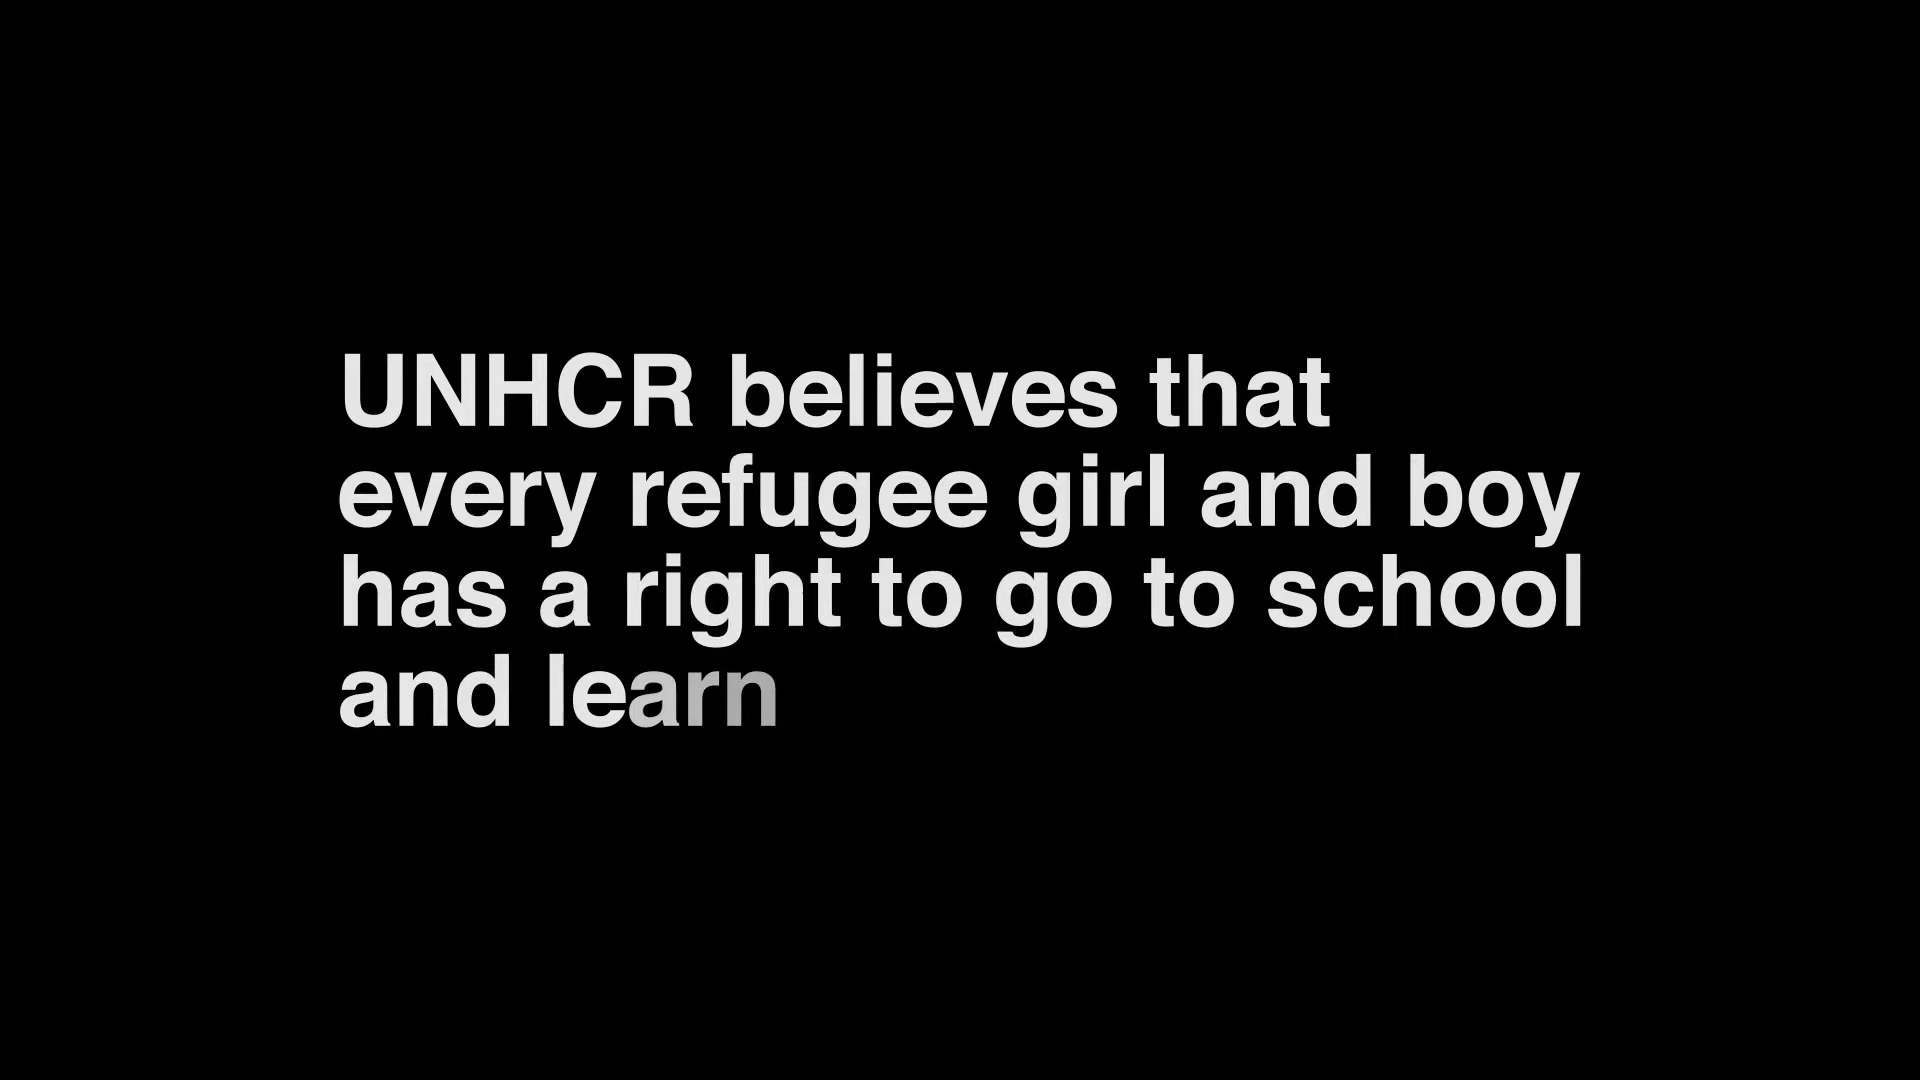 UNHCR believes that
every refugee girl and boy
has a right to go to school
and learn